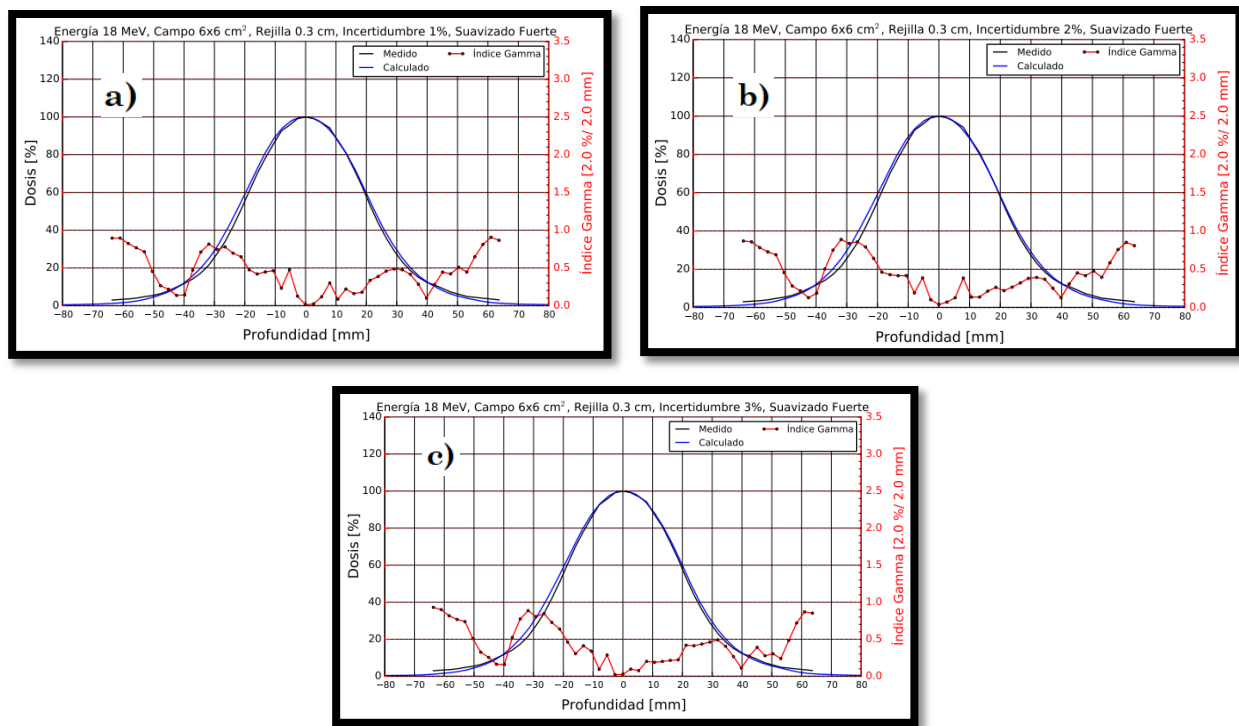 Energía 18 MeV, Campo 6x6 cm², Rejilla 0.3 cm, Incertidumbre 1%, Suavizado Fuerte
a)
Medido
Calculado
Índice Gamma
Dosis [%]
140
120
100
80
60
40
20
0
3.5
3.0
2.5
2.0
1.5
1.0
0.5
0.0
Índice Gamma [2.0 %/ 2.0 mm]
−80 −70 −60 −50 −40 −30 −20 −10 0 10 20 30 40 50 60 70 80
Profundidad [mm]
Energía 18 MeV, Campo 6x6 cm², Rejilla 0.3 cm, Incertidumbre 2%, Suavizado Fuerte
b)
Medido
Calculado
Índice Gamma
Dosis [%]
140
120
100
80
60
40
20
0
3.5
3.0
2.5
2.0
1.5
1.0
0.5
0.0
Índice Gamma [2.0 %/ 2.0 mm]
−80 −70 −60 −50 −40 −30 −20 −10 0 10 20 30 40 50 60 70 80
Profundidad [mm]
Energía 18 MeV, Campo 6x6 cm², Rejilla 0.3 cm, Incertidumbre 3%, Suavizado Fuerte
c)
Medido
Calculado
Índice Gamma
Dosis [%]
140
120
100
80
60
40
20
0
3.5
3.0
2.5
2.0
1.5
1.0
0.5
0.0
Índice Gamma [2.0 %/ 2.0 mm]
−80 −70 −60 −50 −40 −30 −20 −10 0 10 20 30 40 50 60 70 80
Profundidad [mm]